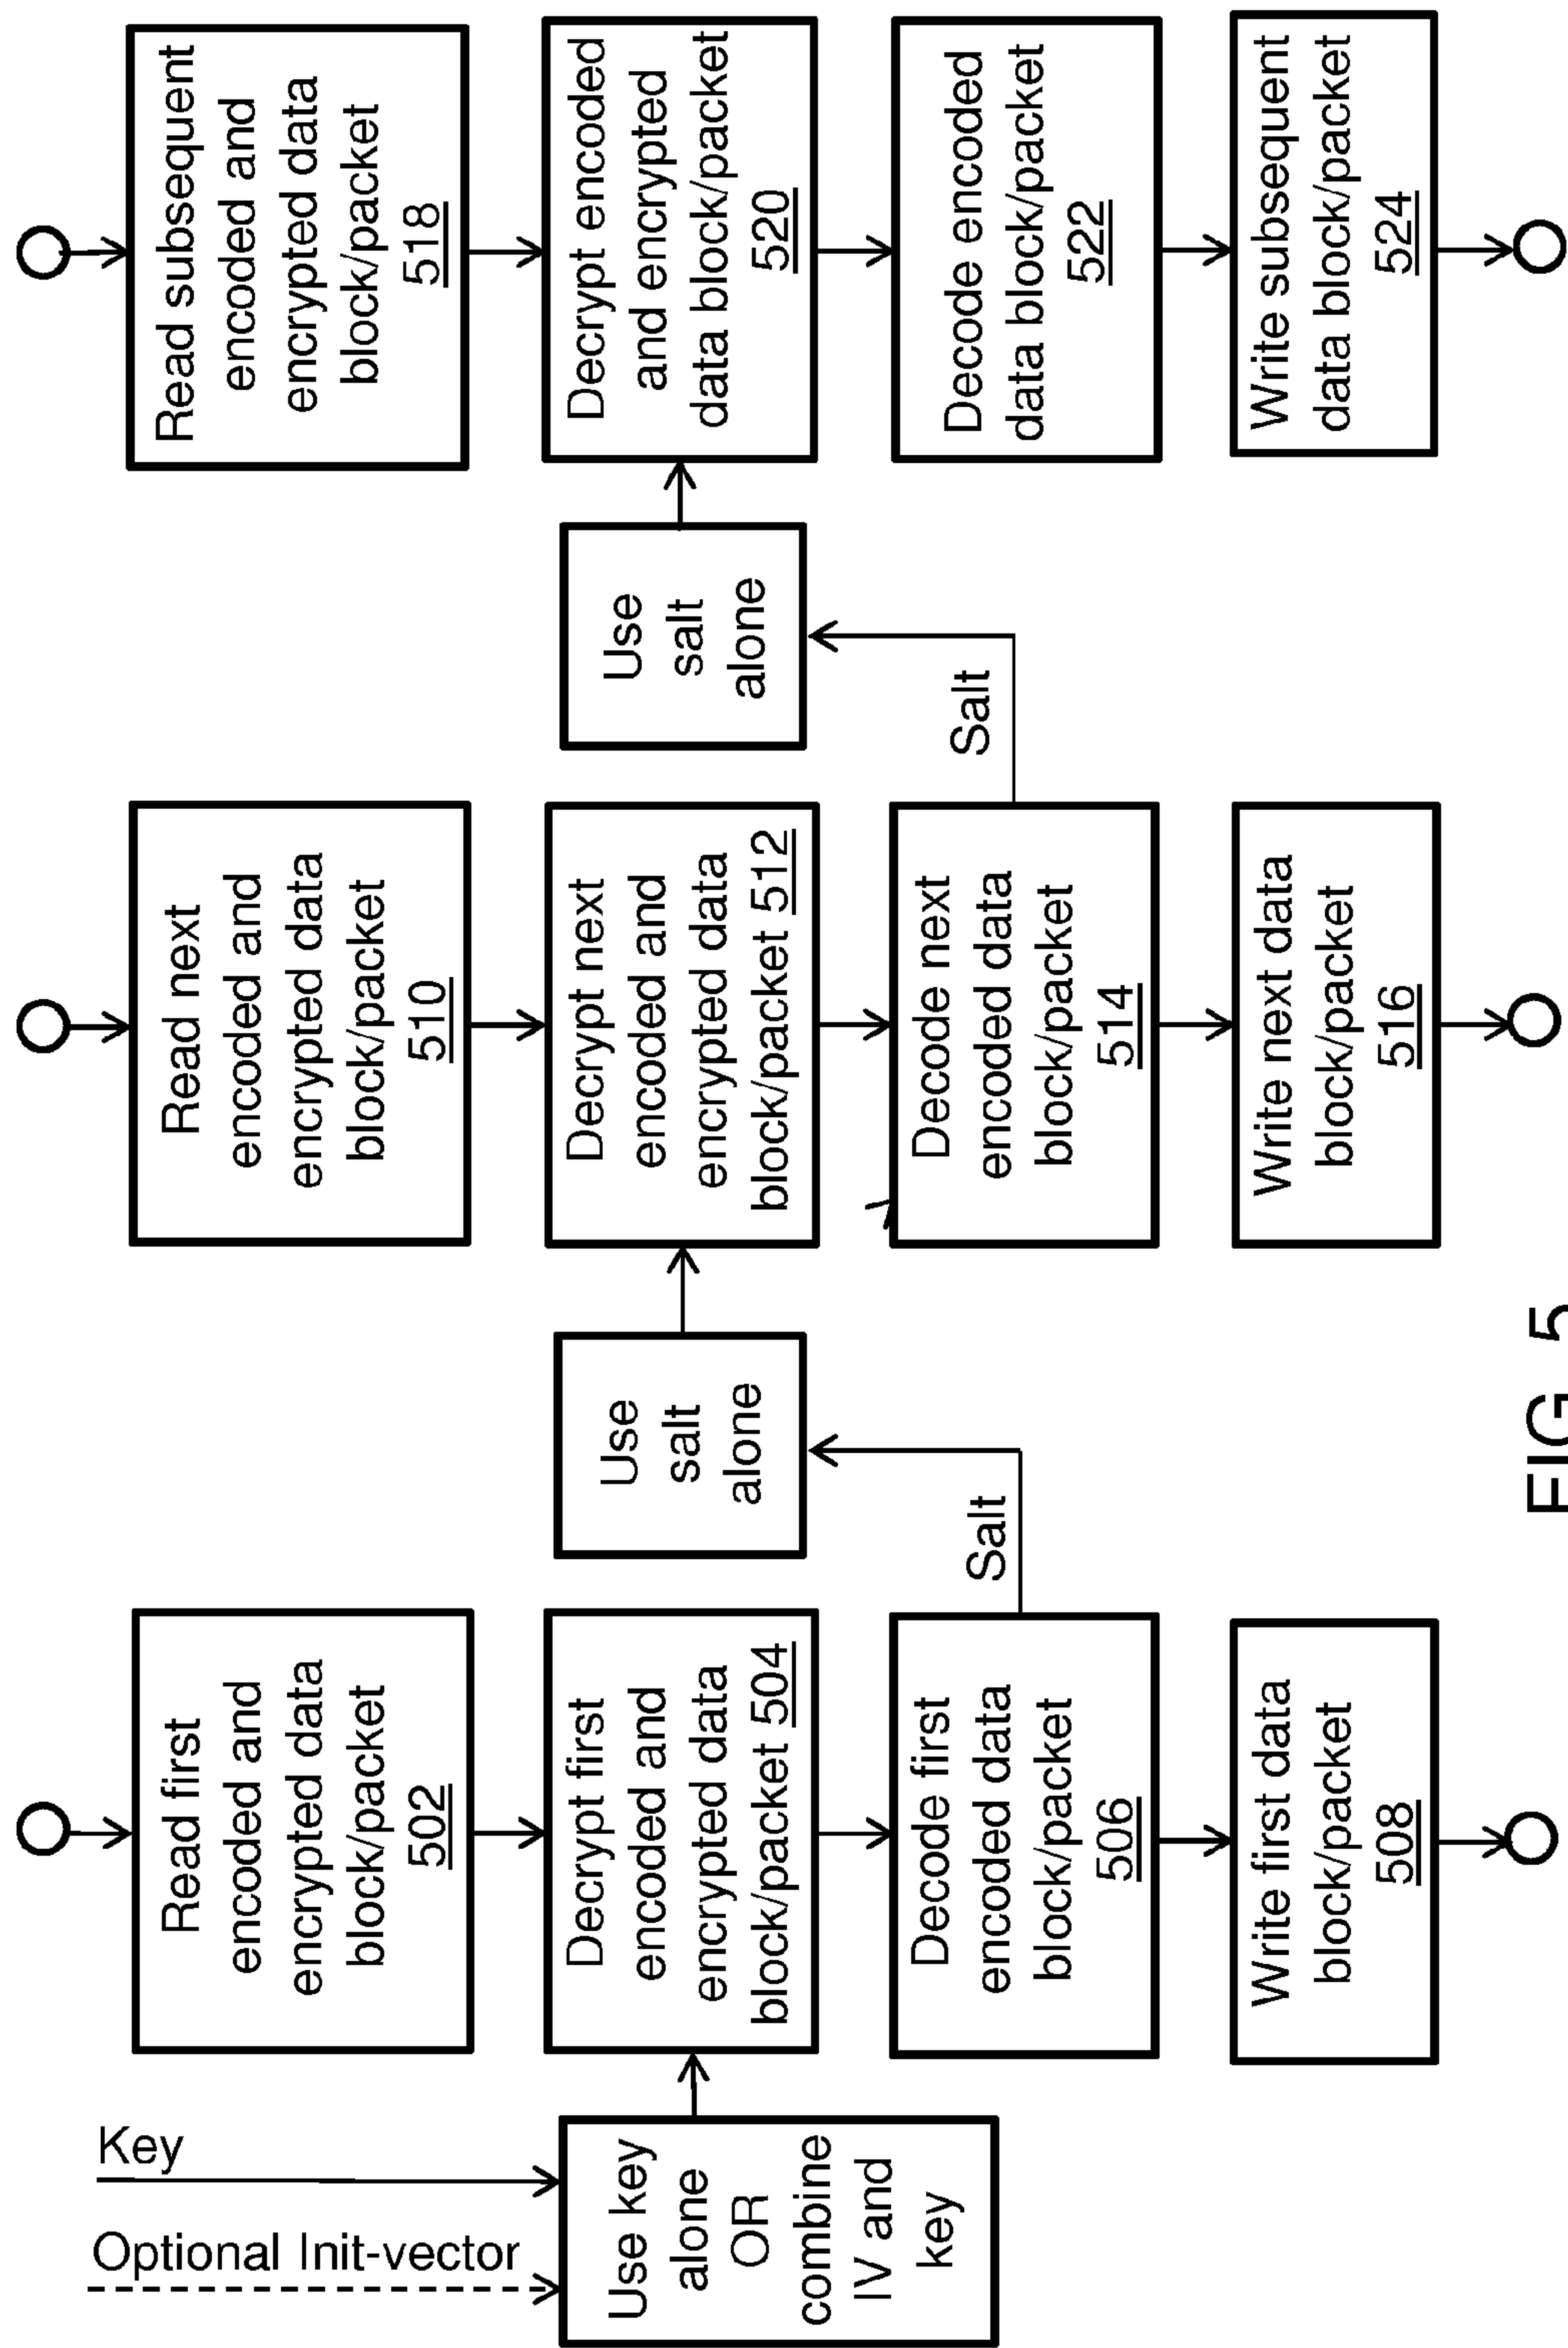 Key
Optional Init-vector
Use key
alone
OR
combine
IV and
key
Read first
encoded and
encrypted data
block/packet
502
Decrypt first
encoded and
encrypted data
block/packet 504
Decode first
encoded data
block/packet
506
Write first data
block/packet
508
Salt
Use
salt
alone
Read next
encoded and
encrypted data
block/packet
510
Decrypt next
encoded and
encrypted data
block/packet 512
Decode next
encoded data
block/packet
514
Write next data
block/packet
516
Salt
Use
salt
alone
Read subsequent
encoded and
encrypted data
block/packet
518
Decrypt encoded
and encrypted
data block/packet
520
Decode encoded
data block/packet
522
Write subsequent
data block/packet
524
FIG 5